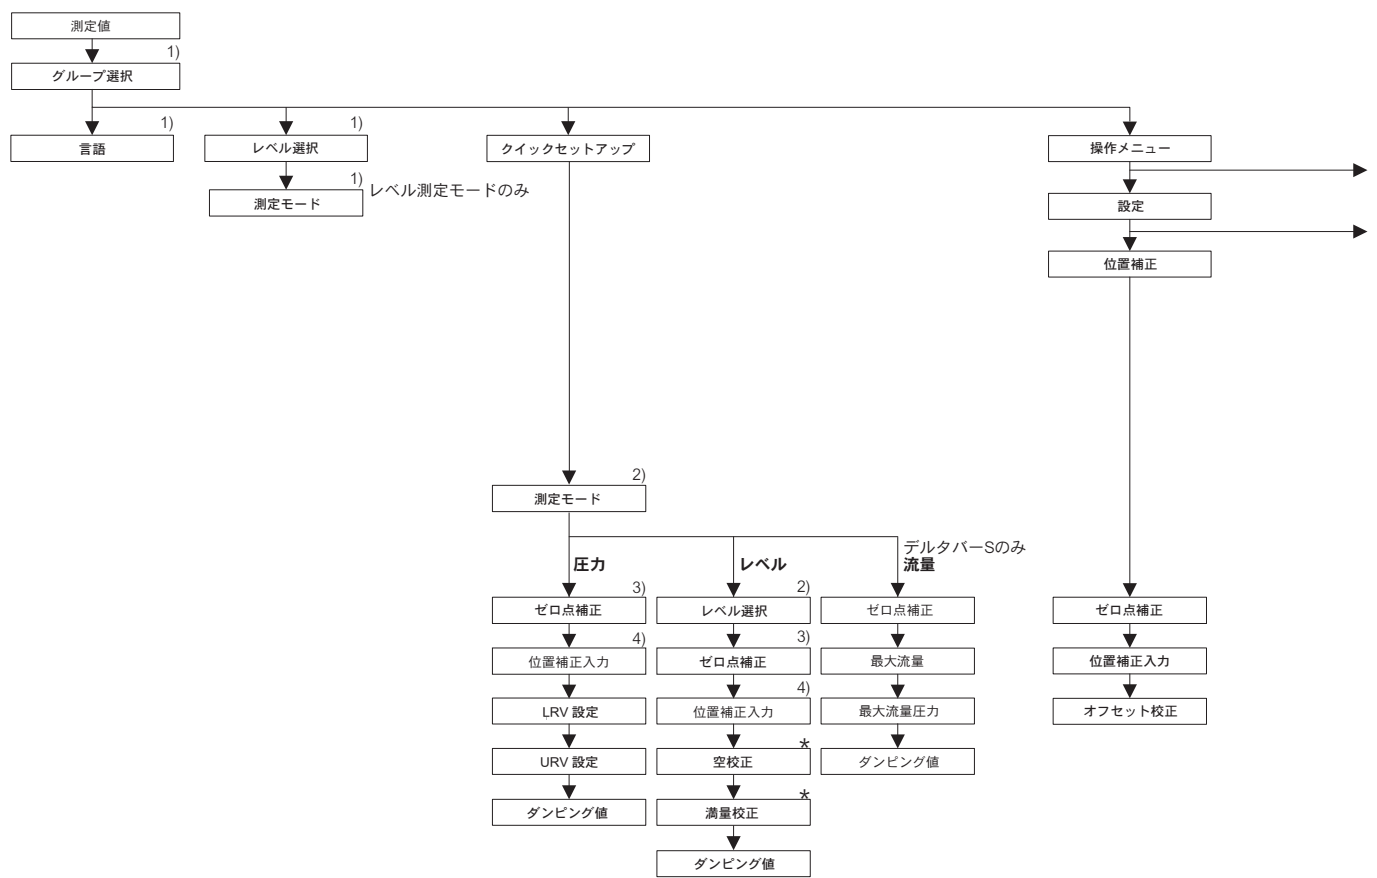 測定値
1)
グループ選択
1)
言語
1)
レベル選択
クイックセットアップ
操作メニュー
1)
測定モード
レベル測定モードのみ
設定
位置補正
2)
測定モード
圧力
レベル
デルタバーSのみ
流量
3)
ゼロ点補正
2)
レベル選択
ゼロ点補正
ゼロ点補正
4)
位置補正入力
3)
ゼロ点補正
最大流量
位置補正入力
LRV 設定
4)
位置補正入力
最大流量圧力
オフセット校正
URV 設定
*
空校正
ダンピング値
ダンピング値
*
満量校正
ダンピング値